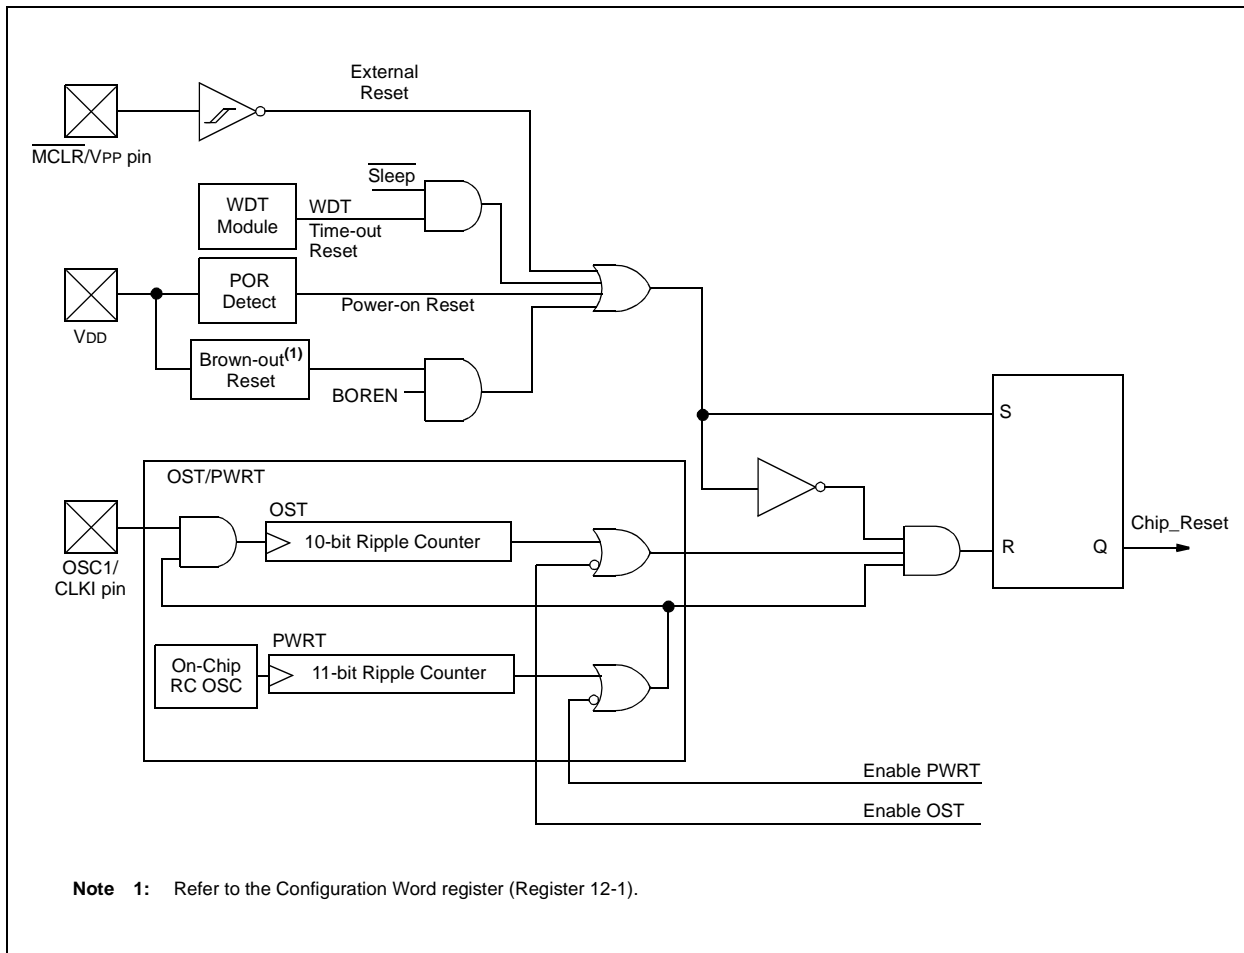 External
Reset
MCLR/VPP pin
Sleep
WDT
Module
WDT
Time-out
Reset
POR
Detect
Power-on Reset
VDD
Brown-out(1)
Reset
BOREN
S
OST/PWRT
OST
10-bit Ripple Counter
OSC1/
CLKI pin
Chip_Reset
R
Q
PWRT
On-Chip
RC OSC
11-bit Ripple Counter
Enable PWRT
Enable OST
Note 1: Refer to the Configuration Word register (Register 12-1).